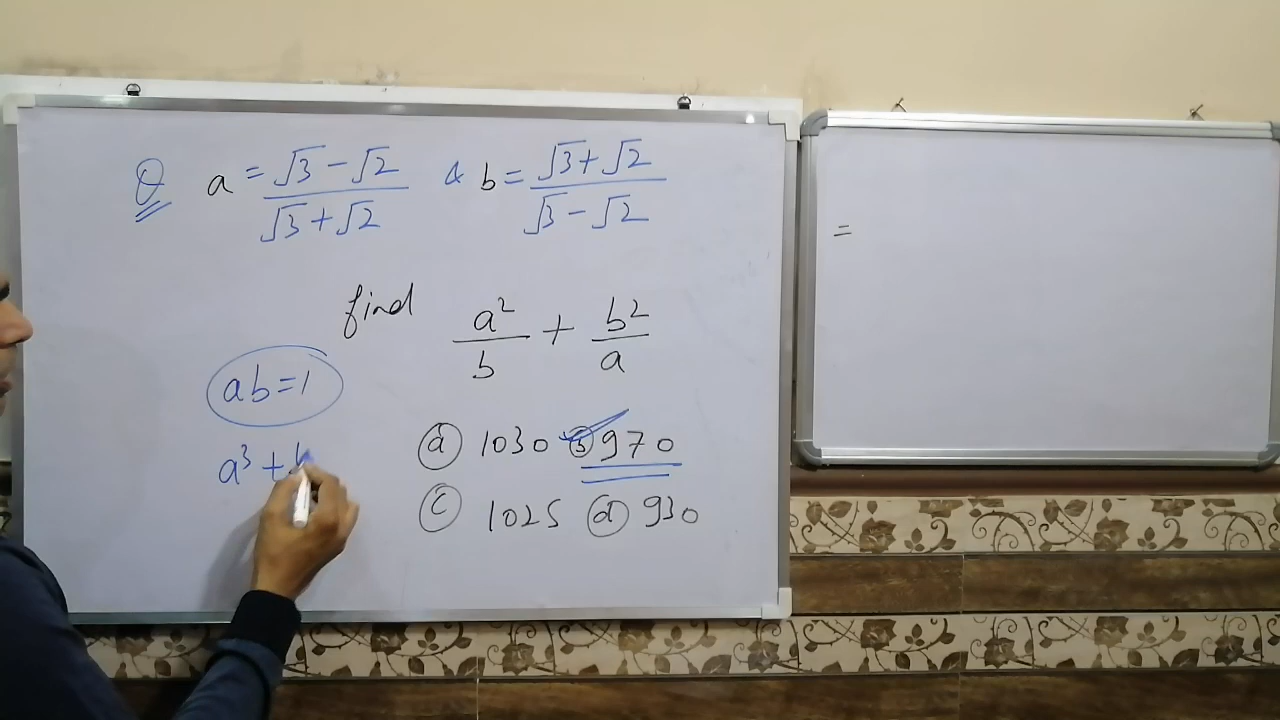 Q a = √3 - √2 / √3 + √2 & b = √3 + √2 / √3 - √2
find a² / b + b² / a
ab = 1
a³ +
(a) 1030 (b) 970
(c) 1025 (d) 930
=